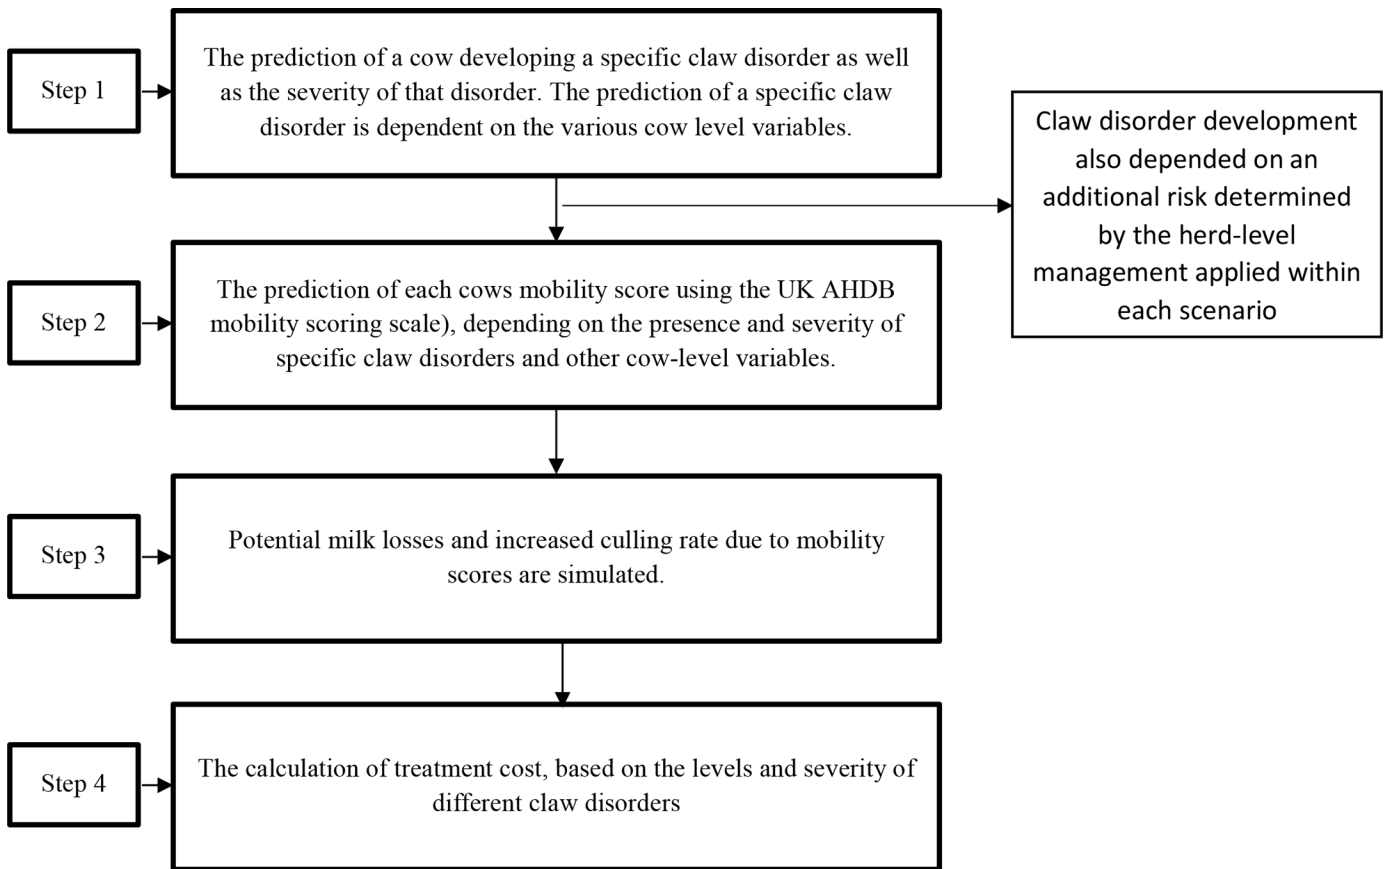 Step 1
The prediction of a cow developing a specific claw disorder as well
as the severity of that disorder. The prediction of a specific claw
disorder is dependent on the various cow level variables.
Claw disorder development
also depended on an
additional risk determined
by the herd-level
management applied within
each scenario
Step 2
The prediction of each cows mobility score using the UK AHDB
mobility scoring scale), depending on the presence and severity of
specific claw disorders and other cow-level variables.
Step 3
Potential milk losses and increased culling rate due to mobility
scores are simulated.
Step 4
The calculation of treatment cost, based on the levels and severity of
different claw disorders